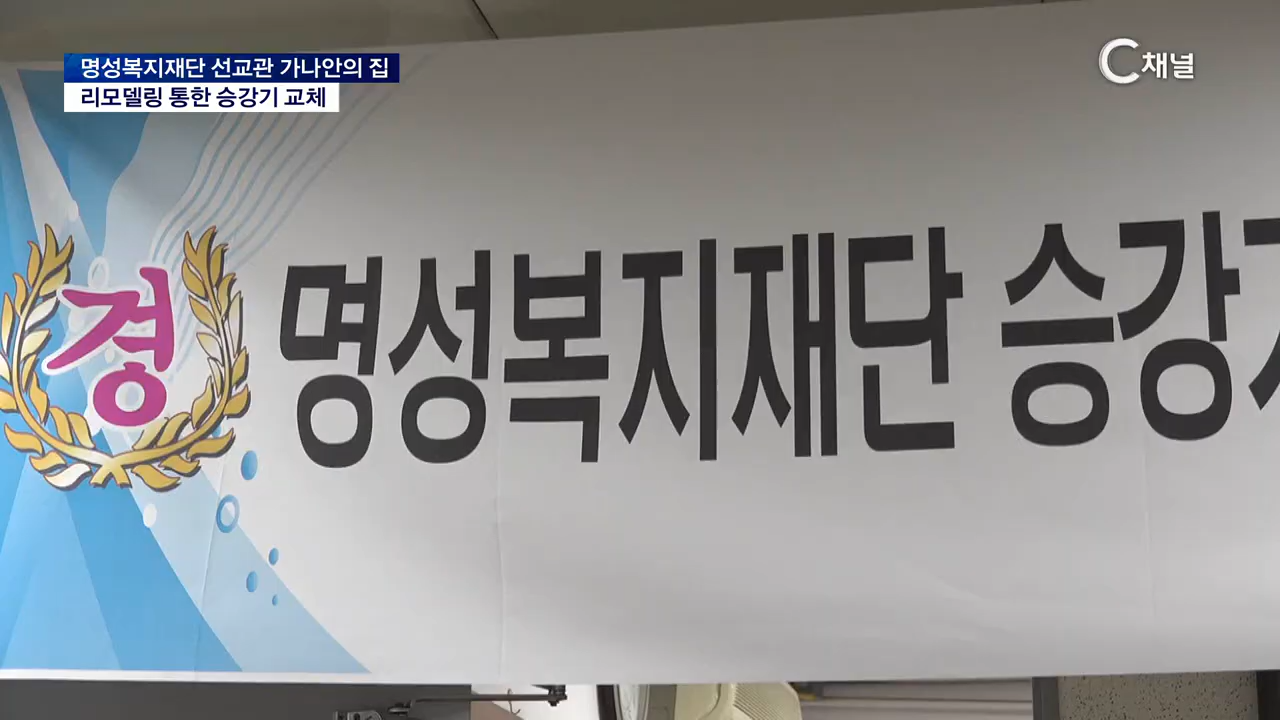 명성복지재단 선교관 가나안의 집
리모델링 통한 승강기 교체
C채널
경
명성복지재단 승강